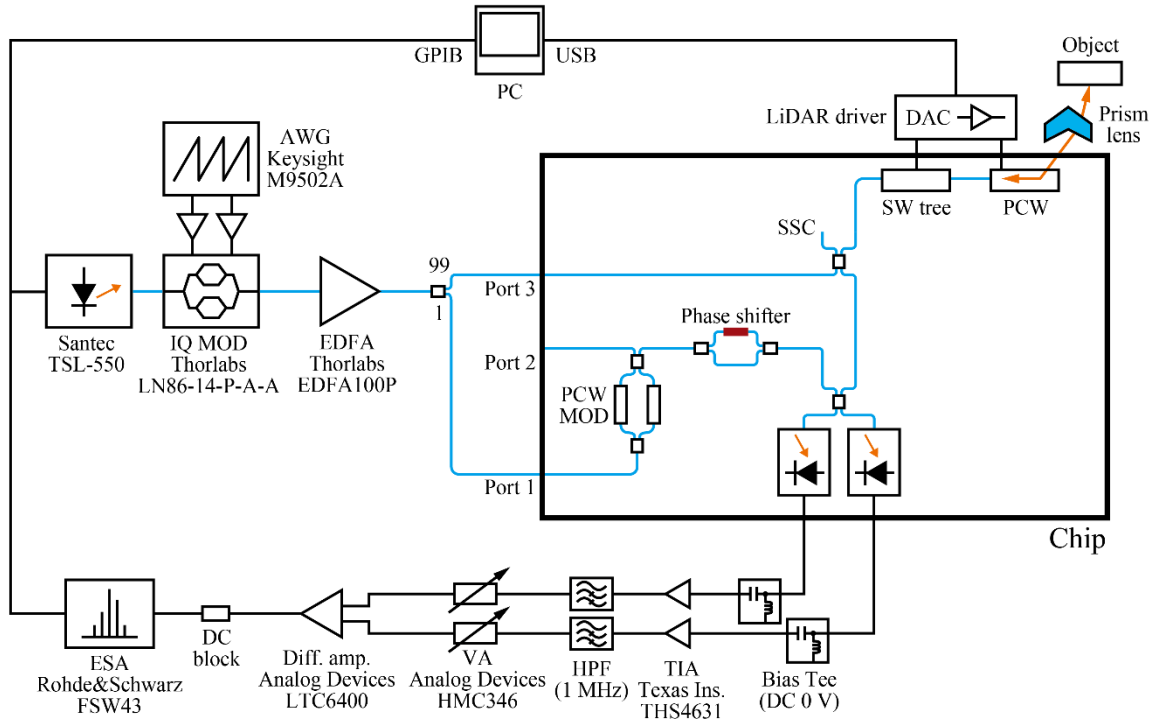 GPIB
USB
PC
Object
LiDAR driver
DAC
Prism
lens
AWG
Keysight
M9502A
SW tree
PCW
SSC
99
1
Port 3
Santec
TSL-550
IQ MOD
Thorlabs
LN86-14-P-A-A
EDFA
Thorlabs
EDFA100P
Phase shifter
Port 2
PCW
MOD
Port 1
Chip
ESA
Rohde&Schwarz
FSW43
DC
block
Diff. amp.
Analog Devices
LTC6400
VA
Analog Devices
HMC346
HPF
(1 MHz)
TIA
Texas Ins.
THS4631
Bias Tee
(DC 0 V)